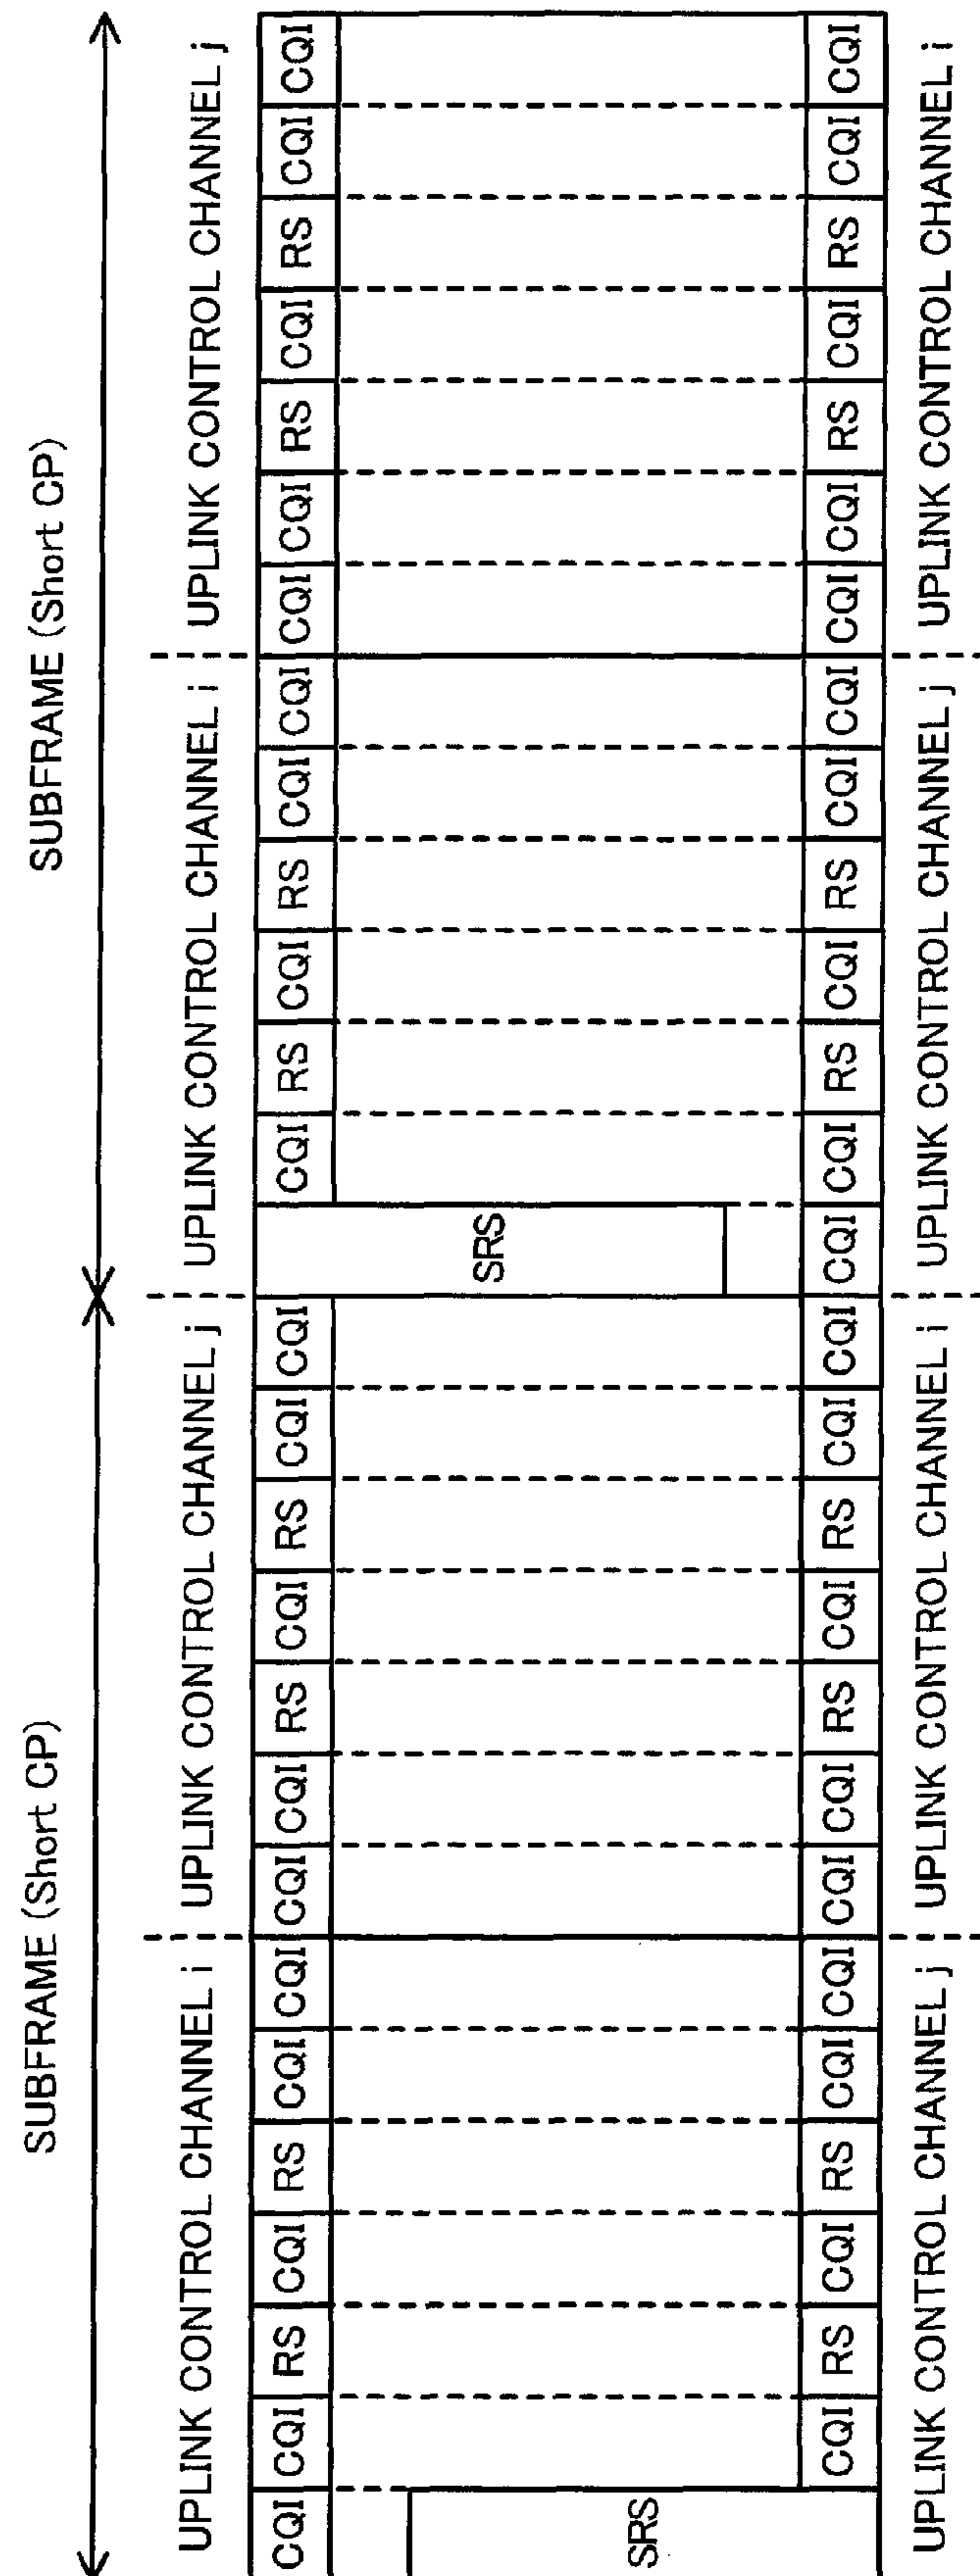 SUBFRAME (Short CP) SUBFRAME (Short CP)
UPLINK CONTROL CHANNEL i UPLINK CONTROL CHANNEL j UPLINK CONTROL CHANNEL i UPLINK CONTROL CHANNEL j
CQI CQI RS CQI RS CQI CQI CQI CQI RS CQI RS CQI CQI CQI RS CQI RS CQI CQI CQI CQI RS CQI RS CQI CQI
SRS
SRS
CQI RS CQI RS CQI CQI CQI CQI RS CQI RS CQI CQI CQI CQI RS CQI RS CQI CQI CQI CQI RS CQI RS CQI CQI
UPLINK CONTROL CHANNEL j UPLINK CONTROL CHANNEL i UPLINK CONTROL CHANNEL j UPLINK CONTROL CHANNEL i